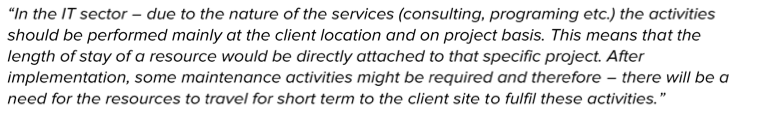 “In the IT sector – due to the nature of the services (consulting, programing etc.) the activities
should be performed mainly at the client location and on project basis. This means that the
length of stay of a resource would be directly attached to that specific project. After
implementation, some maintenance activities might be required and therefore – there will be a
need for the resources to travel for short term to the client site to fulfil these activities.”